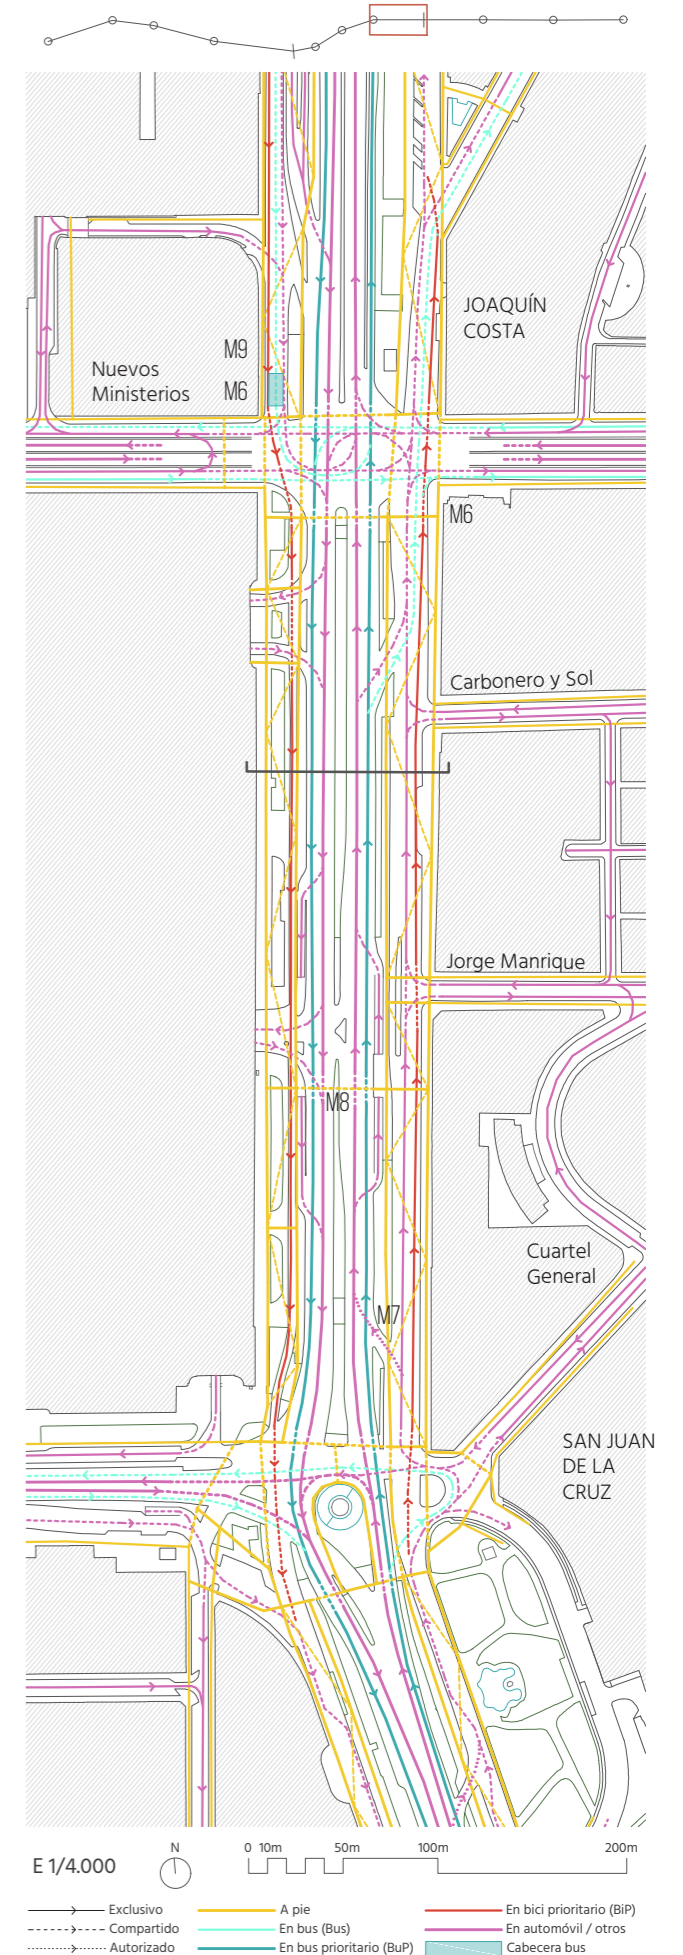 JOAQUÍN
COSTA
M9
Nuevos
Ministerios
M6
M6
Carbonero y Sol
Jorge Manrique
M8
Cuartel
General
M7
SAN JUAN
DE LA
CRUZ
E 1/4.000
N
0 10m 50m 100m 200m
Exclusivo
A pie
En bici prioritario (BiP)
Compartido
En bus (Bus)
En automóvil / otros
Autorizado
En bus prioritario (BuP)
Cabecera bus